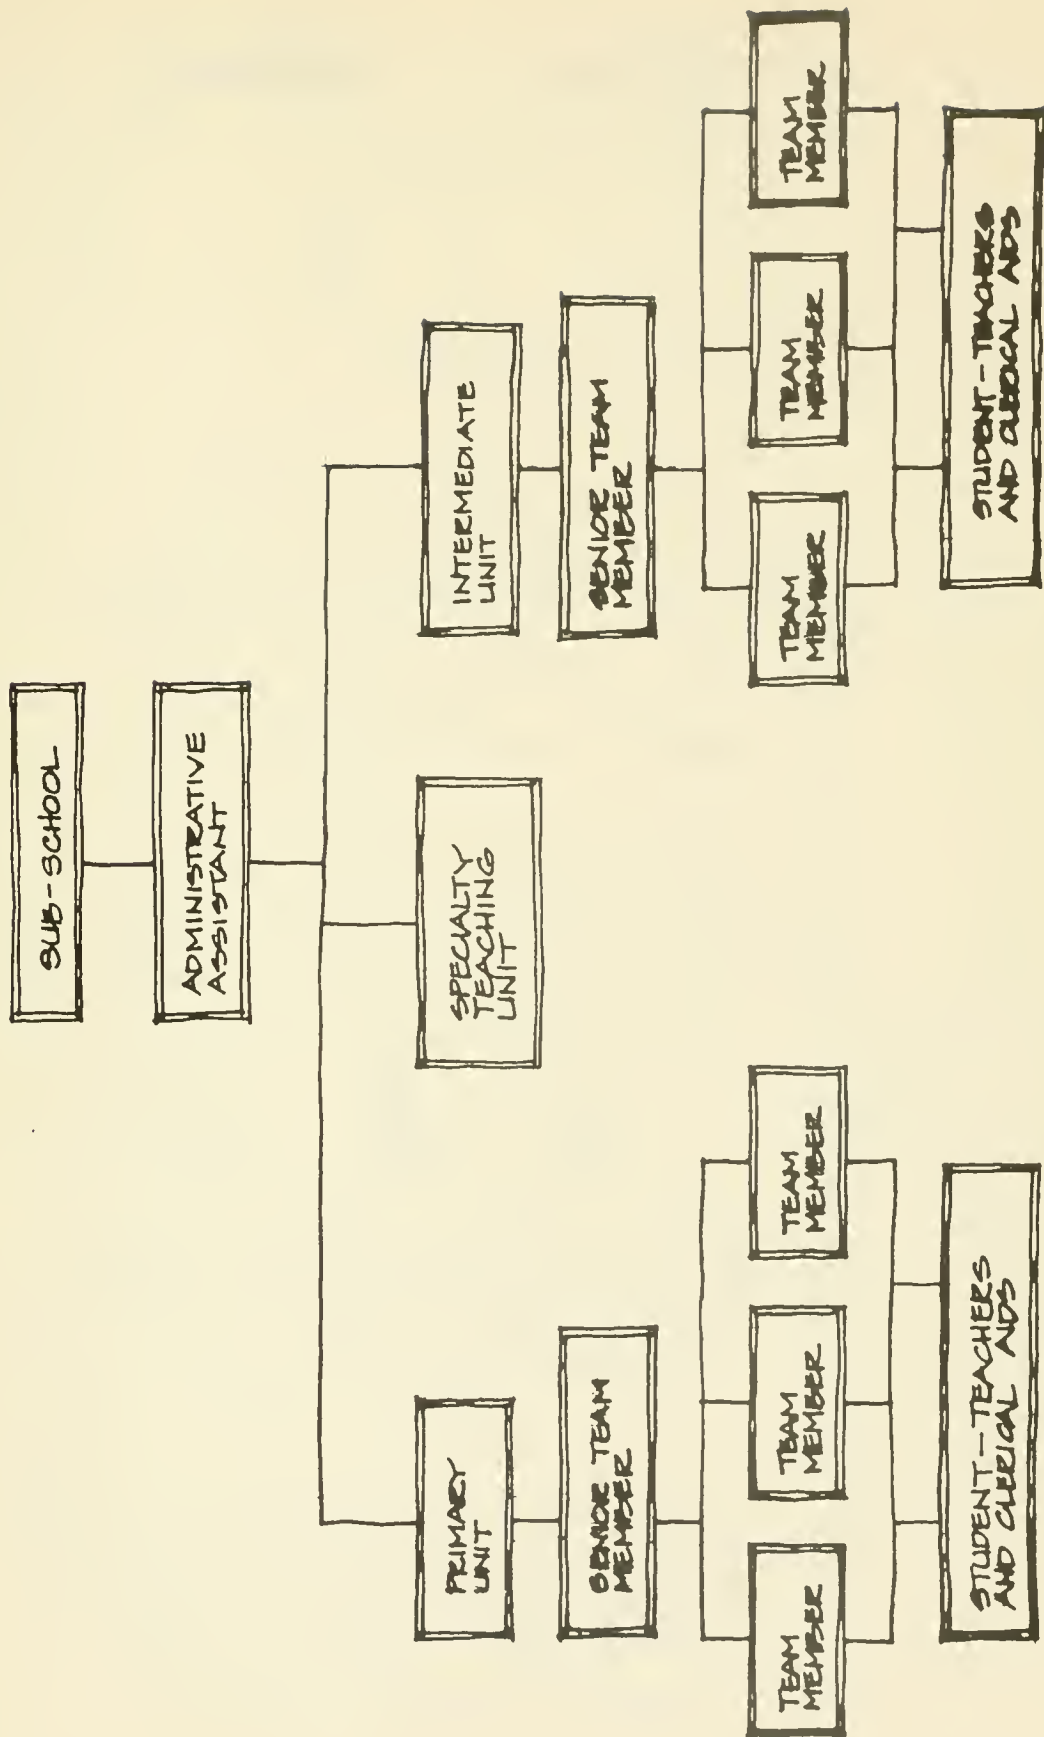 SUB-SCHOOL
ADMINISTRATIVE
ASSISTANT
PRIMARY
UNIT
SPECIALTY
TEACHING
UNIT
INTERMEDIATE
UNIT
SENIOR TEAM
MEMBER
SENIOR TEAM
MEMBER
TEAM
MEMBER
TEAM
MEMBER
TEAM
MEMBER
TEAM
MEMBER
TEAM
MEMBER
TEAM
MEMBER
STUDENT-TEACHERS
AND CLERICAL AIDS
STUDENT-TEACHERS
AND CLERICAL AIDS